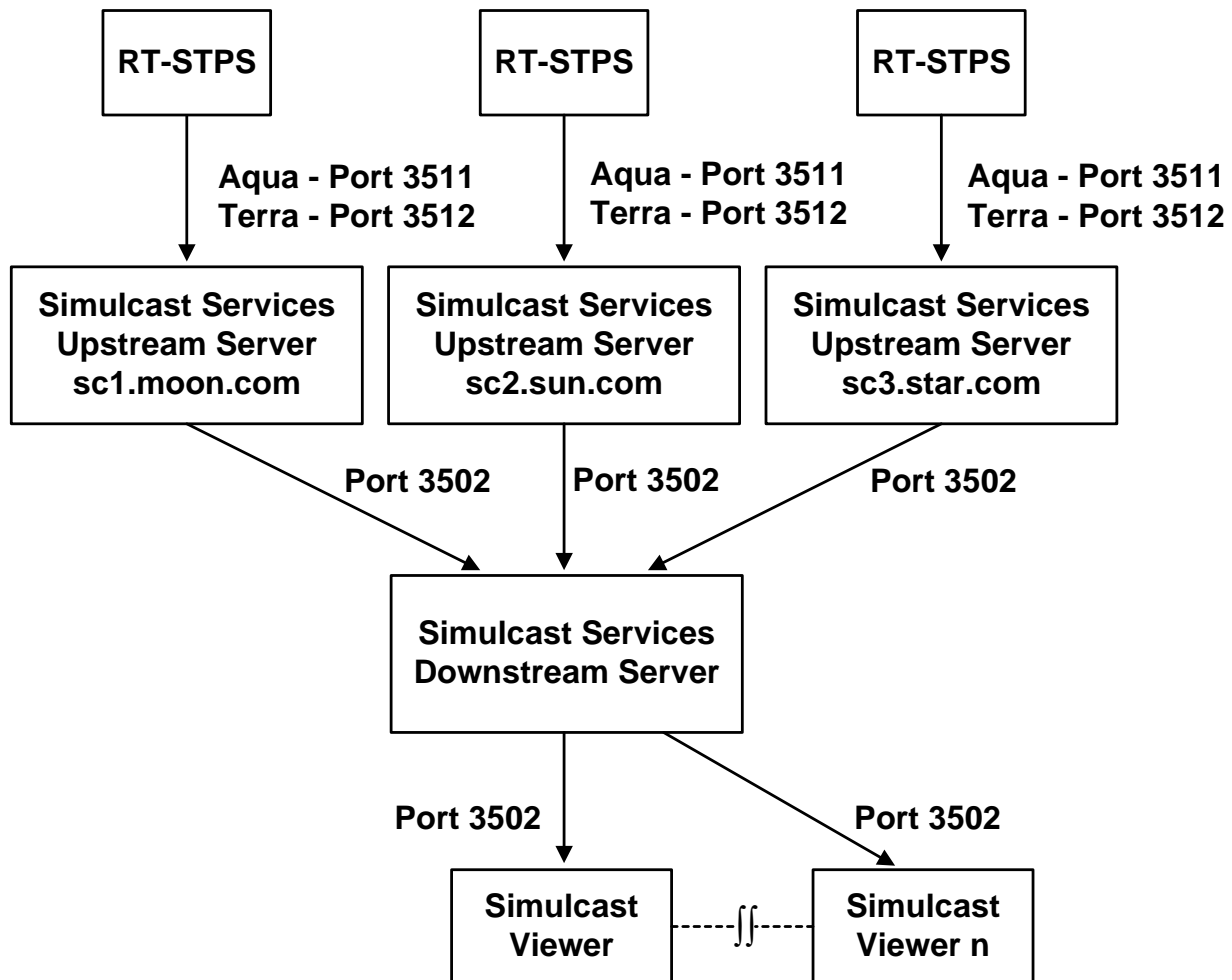 RT-STPS
RT-STPS
RT-STPS
Aqua - Port 3511
Terra - Port 3512
Aqua - Port 3511
Terra - Port 3512
Aqua - Port 3511
Terra - Port 3512
Simulcast Services
Upstream Server
sc1.moon.com
Simulcast Services
Upstream Server
sc2.sun.com
Simulcast Services
Upstream Server
sc3.star.com
Port 3502
Port 3502
Port 3502
Simulcast Services
Downstream Server
Port 3502
Port 3502
Simulcast
Viewer
Simulcast
Viewer n